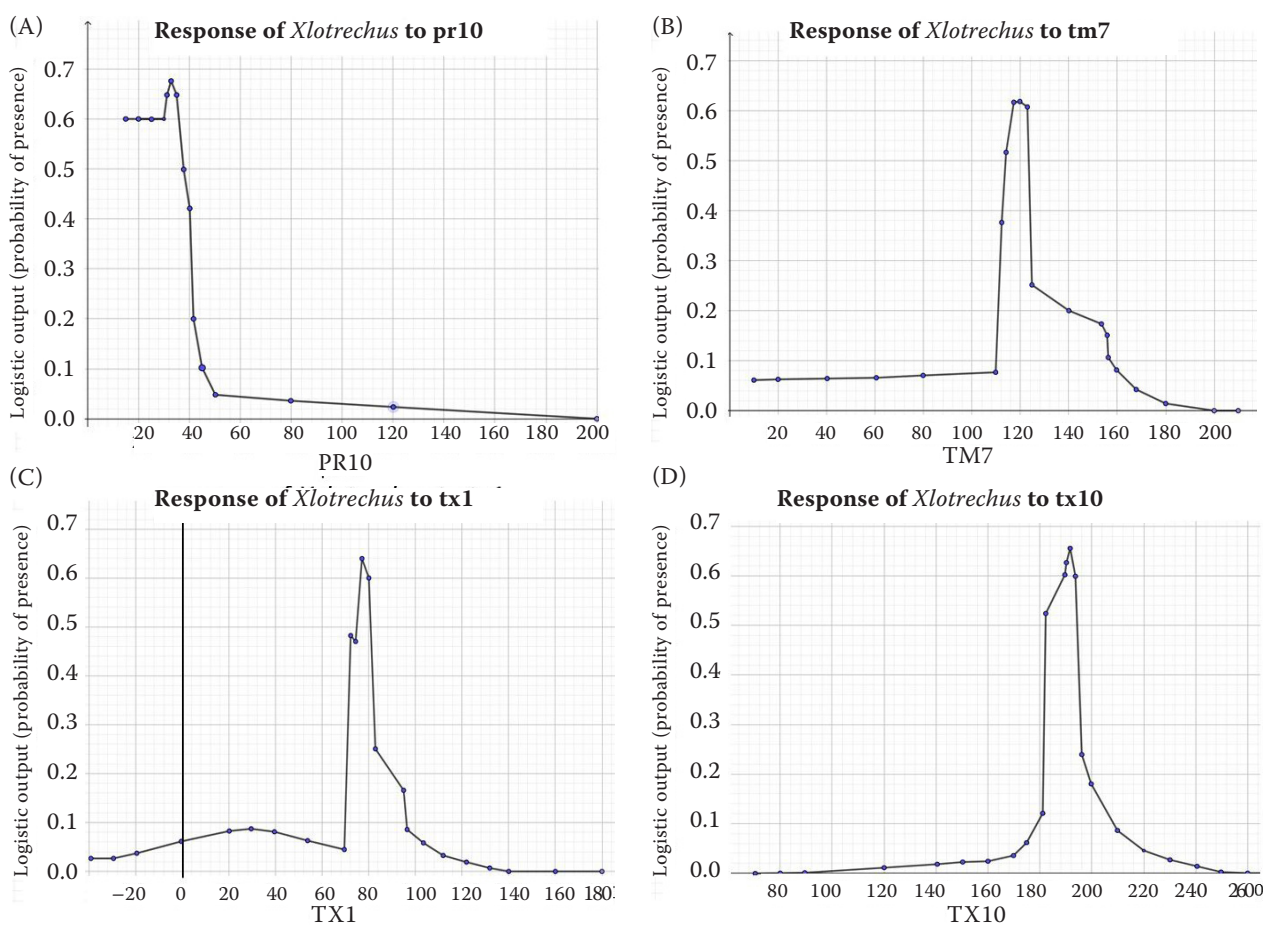 (A)
Response of Xlotrechus to pr10
Logistic output (probability of presence)
0.7
0.6
0.5
0.4
0.3
0.2
0.1
0.0
20 40 60 80 100 120 140 160 180 200
PR10
(B)
Response of Xlotrechus to tm7
Logistic output (probability of presence)
0.7
0.6
0.5
0.4
0.3
0.2
0.1
0.0
20 40 60 80 100 120 140 160 180 200
TM7
(C)
Response of Xlotrechus to tx1
Logistic output (probability of presence)
0.7
0.6
0.5
0.4
0.3
0.2
0.1
0.0
−20 0 20 40 60 80 100 120 140 160 180
TX1
(D)
Response of Xlotrechus to tx10
Logistic output (probability of presence)
0.7
0.6
0.5
0.4
0.3
0.2
0.1
0.0
80 100 120 140 160 180 200 220 240 2600
TX10